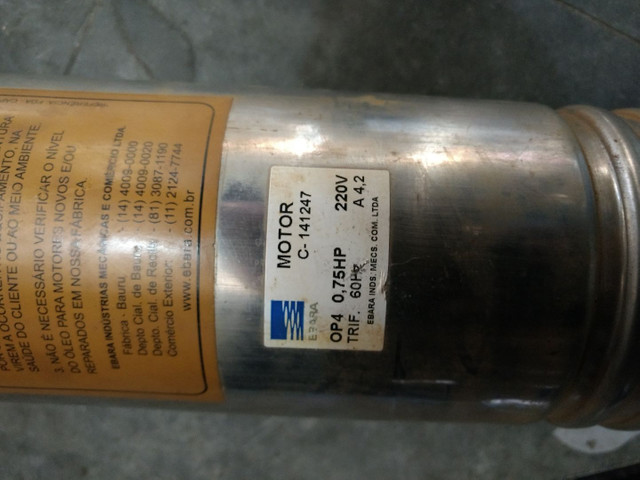 MOTOR
C- 141247
EBARA
OP4 0,75HP 220V
TRIF. 60Hz A 4,2
EBARA INDS. MECS. COM. LTDA
SAÚDE DO CLIENTE OU AO MEIO AMBIENTE.
3. NÃO É NECESSÁRIO VERIFICAR O NÍVEL
DO ÓLEO PARA MOTORES NOVOS E/OU
REPARADOS EM NOSSA FÁBRICA.
EBARA INDÚSTRIAS MECÂNICAS E COMÉRCIO LTDA.
Fábrica - Bauru (14) 4009-0000
Depto Cial. de Bauru (14) 4009-0020
Depto. Cial. de Recife - (81) 3087-1190
Comércio Exterior (11) 2124-7744
www.ebara.com.br